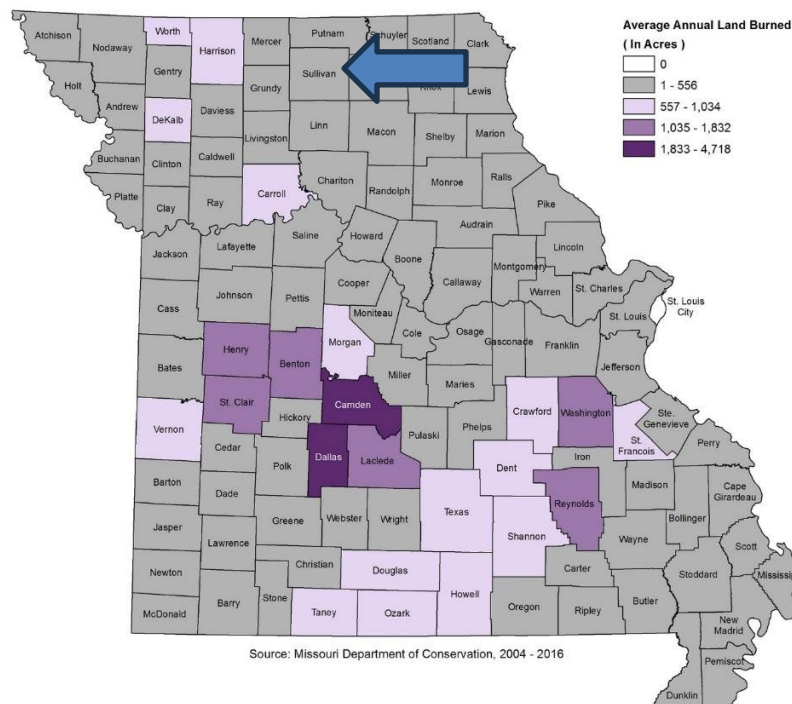 Average Annual Land Burned
( In Acres )
0
1 - 556
557 - 1,034
1,035 - 1,832
1,833 - 4,718
Atchison
Nodaway
Worth
Harrison
Mercer
Putnam
Schuyler
Scotland
Clark
Holt
Gentry
Sullivan
Knox
Lewis
Andrew
DeKalb
Daviess
Grundy
Linn
Macon
Shelby
Marion
Buchanan
Clinton
Caldwell
Livingston
Platte
Clay
Ray
Carroll
Chariton
Randolph
Monroe
Ralls
Pike
Audrain
Jackson
Lafayette
Saline
Howard
Boone
Callaway
Montgomery
Lincoln
Warren
St. Charles
St. Louis
St. Louis
City
Cass
Johnson
Pettis
Cooper
Moniteau
Cole
Osage
Gasconade
Franklin
Jefferson
Bates
Henry
Benton
Morgan
Miller
Maries
St. Clair
Hickory
Camden
Pulaski
Phelps
Crawford
Washington
Ste.
Genevieve
St.
Francois
Perry
Vernon
Cedar
Polk
Dallas
Laclede
Dent
Iron
Madison
Cape
Girardeau
Barton
Dade
Greene
Webster
Wright
Texas
Reynolds
Bollinger
Jasper
Lawrence
Christian
Douglas
Shannon
Wayne
Scott
Newton
Carter
Stoddard
Mississip
McDonald
Barry
Stone
Taney
Ozark
Howell
Oregon
Ripley
Butler
New
Madrid
Pemiscot
Dunklin
Source: Missouri Department of Conservation, 2004 - 2016